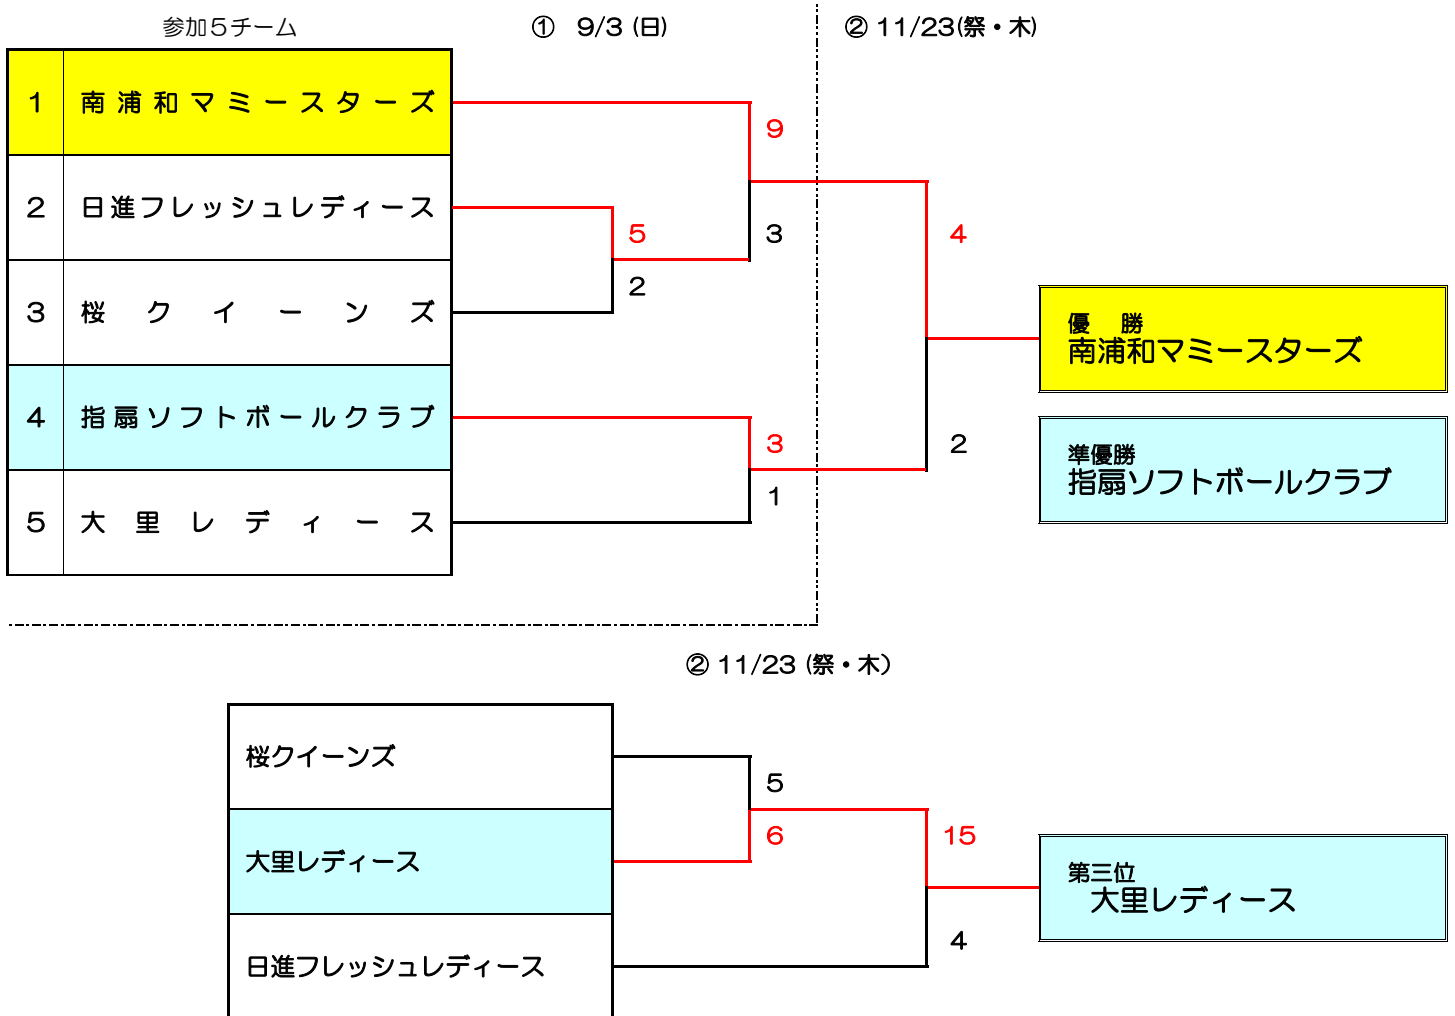 参加５チーム
① 9/3 (日)
② 11/23(祭・木)
1 南浦和マミースターズ
9
2 日進フレッシュレディース
5
3
4
2
3 桜クイーンズ
優　勝
南浦和マミースターズ
4 指扇ソフトボールクラブ
3
2
準優勝
指扇ソフトボールクラブ
1
5 大里レディース
② 11/23 (祭・木）
桜クイーンズ
5
6
15
大里レディース
第三位
大里レディース
4
日進フレッシュレディース